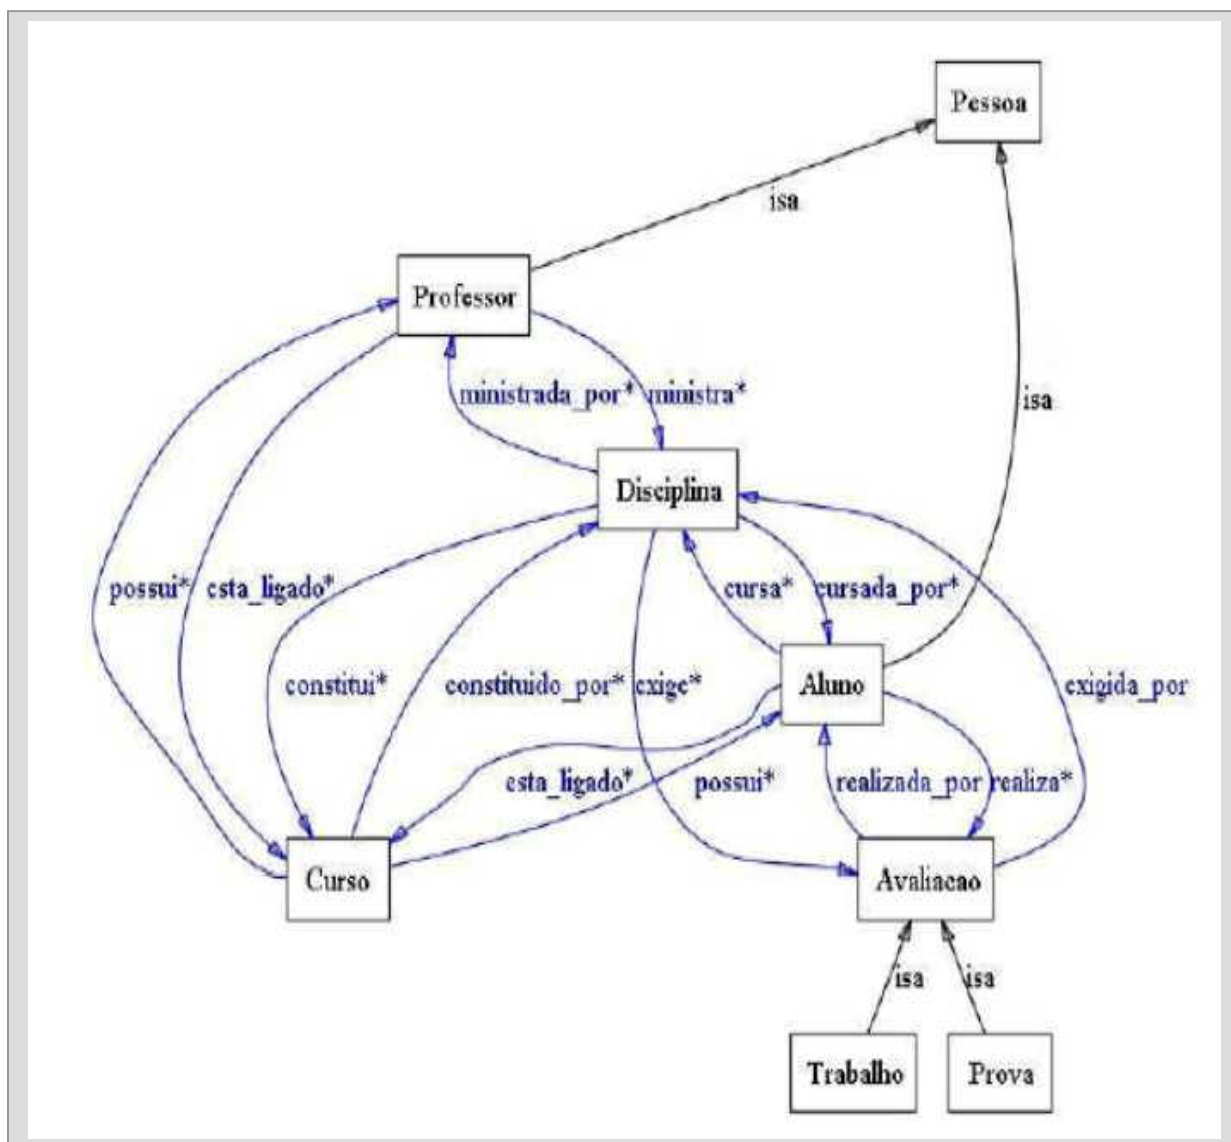 Pessoa
isa
Professor
ministrada_por* ministra*
isa
Disciplina
possui* esta_ligado* cursa* cursada_por*
constitui* constituido_por* exige* Aluno exigida_por
esta_ligado* possui* realizada_por realiza*
Curso Avaliacao
isa isa
Trabalho Prova